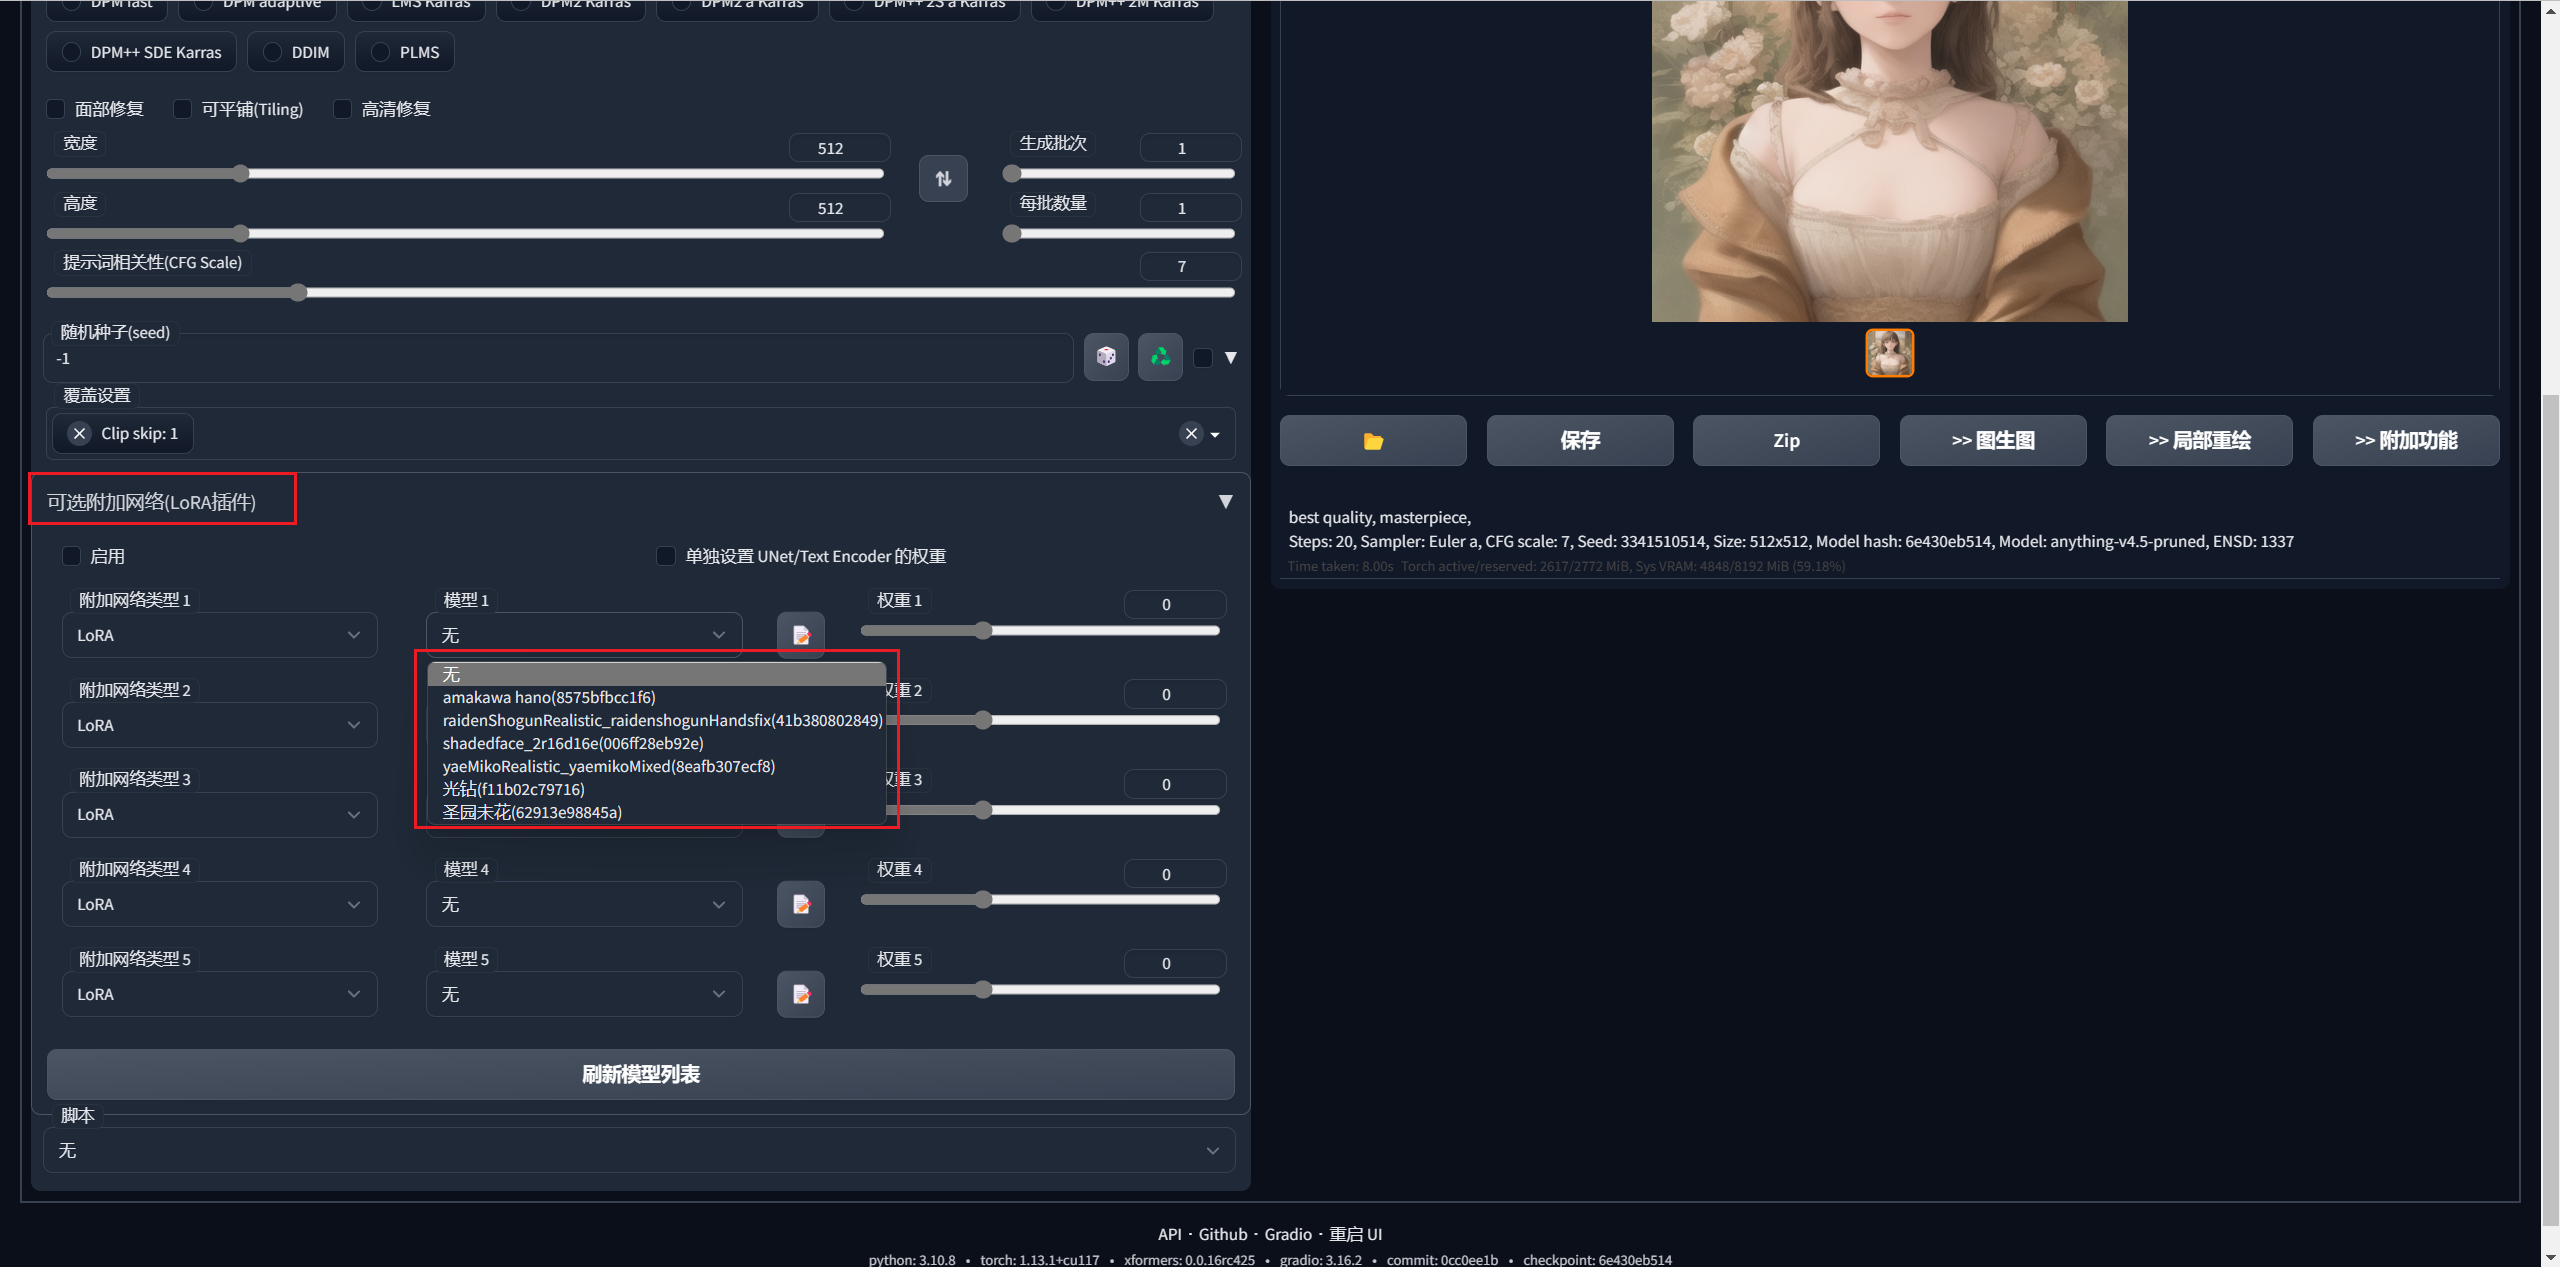 DPM fast
DPM adaptive
LMS Karras
DPM2 Karras
DPM2 a Karras
DPM++ 2S a Karras
DPM++ 2M Karras
DPM++ SDE Karras
DDIM
PLMS
面部修复
可平铺(Tiling)
高清修复
宽度
512
生成批次
1
高度
512
每批数量
1
提示词相关性(CFG Scale)
7
随机种子(seed)
-1
覆盖设置
Clip skip: 1
可选附加网络(LoRA插件)
启用
单独设置 UNet/Text Encoder 的权重
附加网络类型 1
LoRA
模型 1
无
权重 1
0
无
amakawa hano(8575bfbcc1f6)
raidenShogunRealistic_raidenshogunHandsfix(41b380802849)
shadedface_2r16d16e(006ff28eb92e)
yaeMikoRealistic_yaemikoMixed(8eafb307ecf8)
光钻(f11b02c79716)
圣园未花(62913e98845a)
附加网络类型 2
LoRA
权重 2
0
附加网络类型 3
LoRA
权重 3
0
附加网络类型 4
LoRA
模型 4
无
权重 4
0
附加网络类型 5
LoRA
模型 5
无
权重 5
0
刷新模型列表
脚本
无
保存
Zip
>> 图生图
>> 局部重绘
>> 附加功能
best quality, masterpiece,
Steps: 20, Sampler: Euler a, CFG scale: 7, Seed: 3341510514, Size: 512x512, Model hash: 6e430eb514, Model: anything-v4.5-pruned, ENSD: 1337
Time taken: 8.00s Torch active/reserved: 2617/2772 MiB, Sys VRAM: 4848/8192 MiB (59.18%)
API · Github · Gradio · 重启 UI
python: 3.10.8 • torch: 1.13.1+cu117 • xformers: 0.0.16rc425 • gradio: 3.16.2 • commit: 0cc0ee1b • checkpoint: 6e430eb514